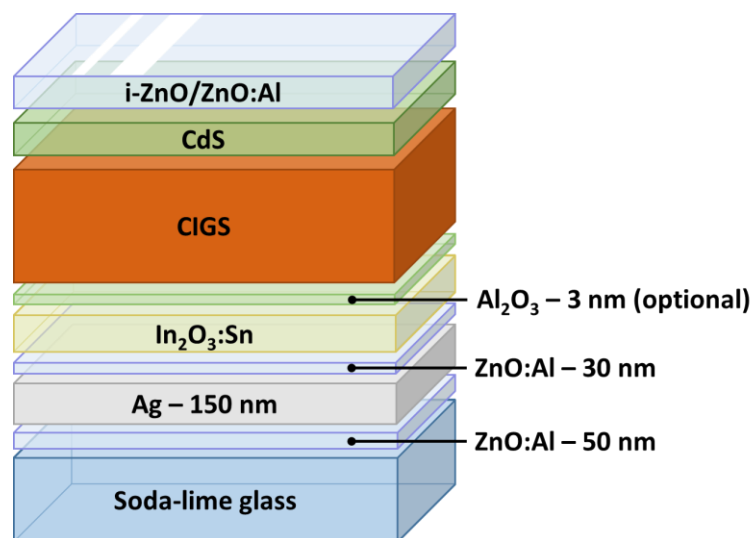 i-ZnO/ZnO:Al
CdS
CIGS
Al₂O₃ – 3 nm (optional)
In₂O₃:Sn
ZnO:Al – 30 nm
Ag – 150 nm
ZnO:Al – 50 nm
Soda-lime glass